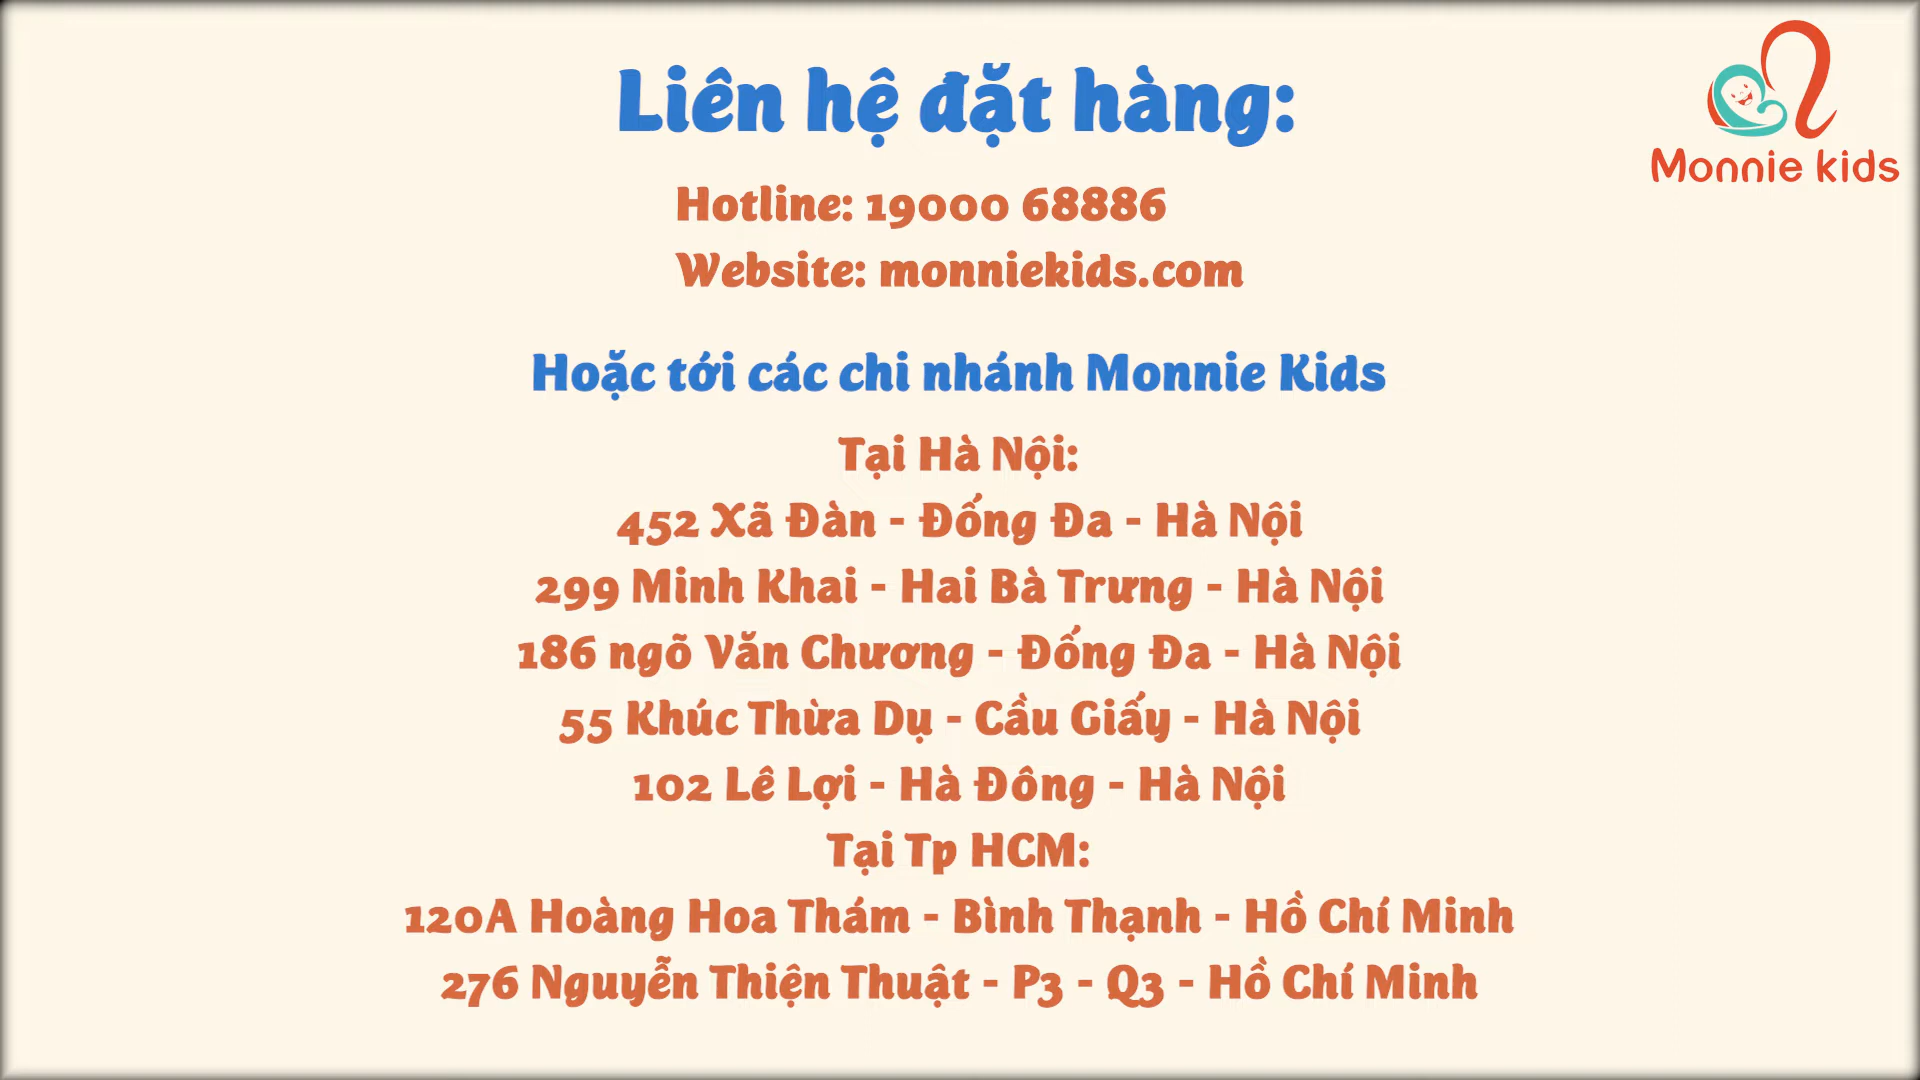 Liên hệ đặt hàng:
Monnie kids
Hotline: 19000 68886
Website: monniekids.com
Hoặc tới các chi nhánh Monnie Kids
Tại Hà Nội:
452 Xã Đàn - Đống Đa - Hà Nội
299 Minh Khai - Hai Bà Trưng - Hà Nội
186 ngõ Văn Chương - Đống Đa - Hà Nội
55 Khúc Thừa Dụ - Cầu Giấy - Hà Nội
102 Lê Lợi - Hà Đông - Hà Nội
Tại Tp HCM:
120A Hoàng Hoa Thám - Bình Thạnh - Hồ Chí Minh
276 Nguyễn Thiện Thuật - P3 - Q3 - Hồ Chí Minh